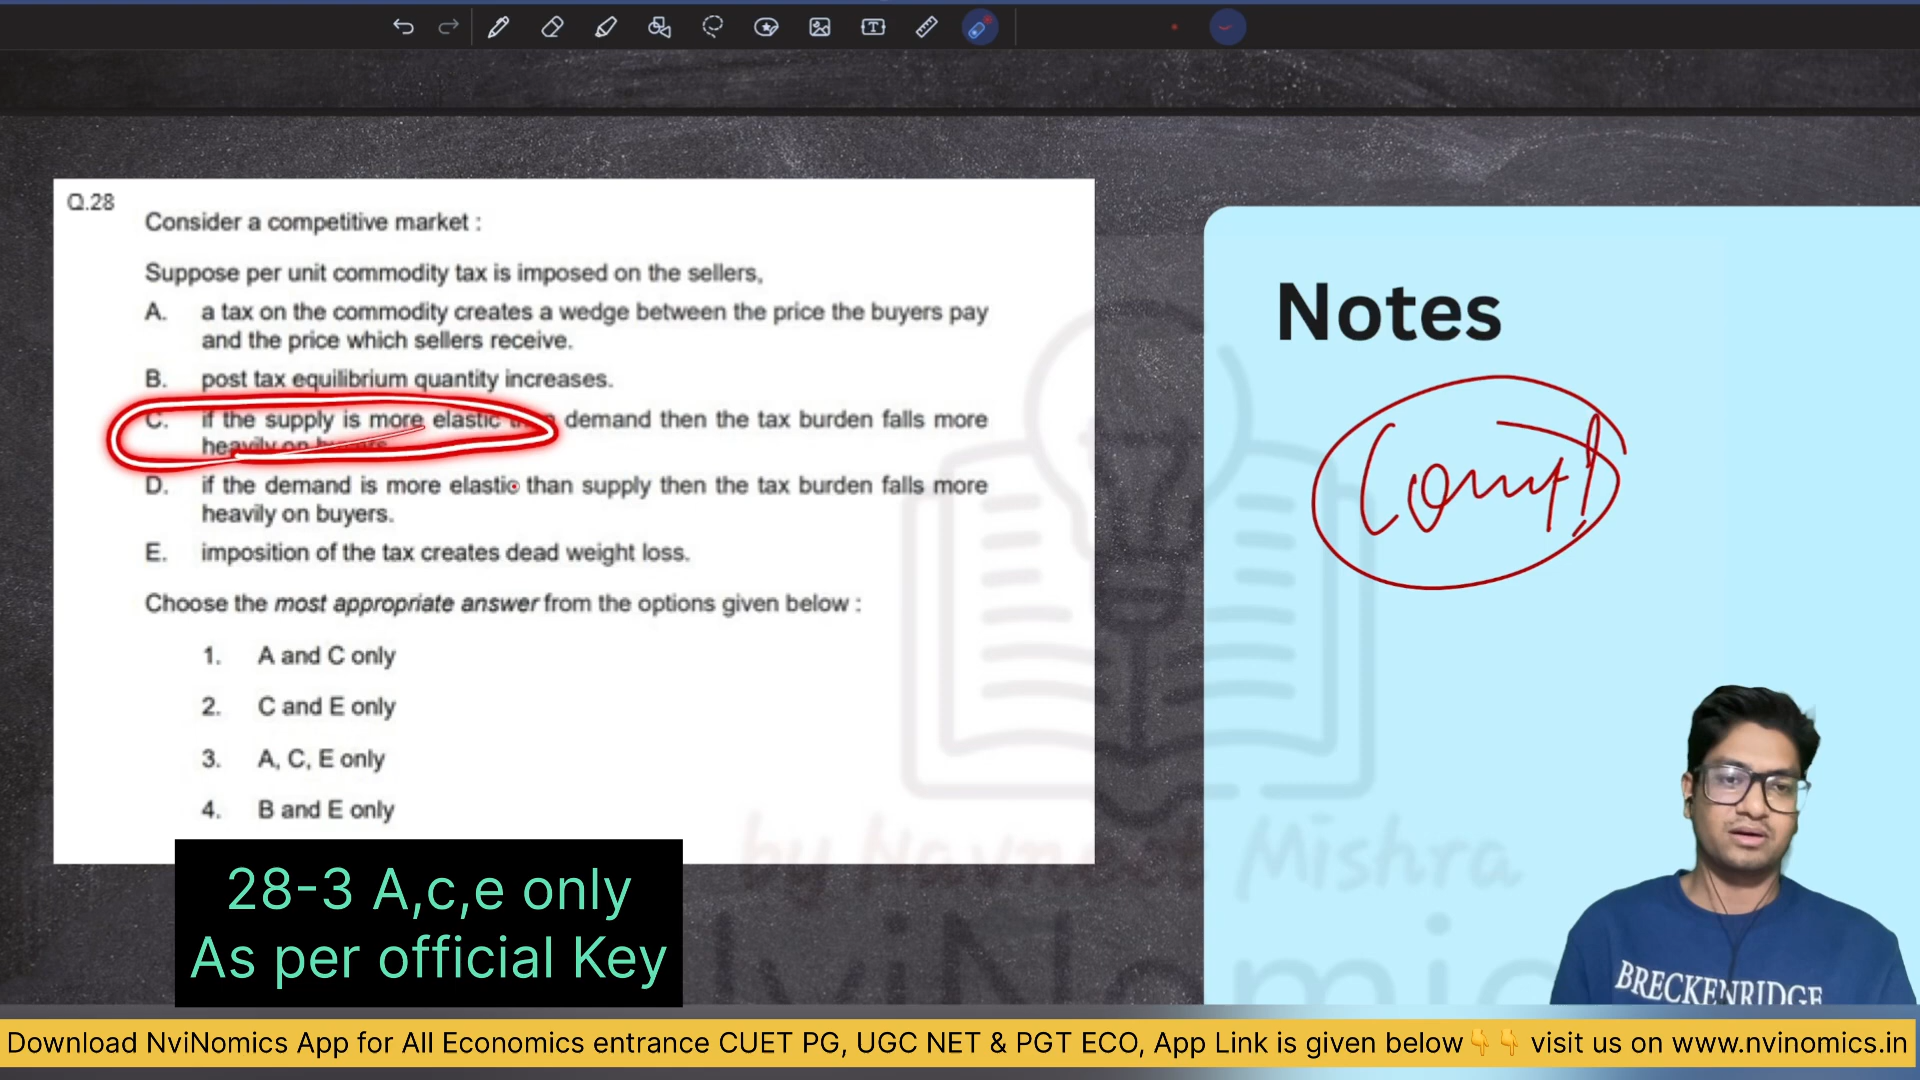 Q.28
Consider a competitive market :
Suppose per unit commodity tax is imposed on the sellers,
A. a tax on the commodity creates a wedge between the price the buyers pay
and the price which sellers receive.
B. post tax equilibrium quantity increases.
C. if the supply is more elastic demand then the tax burden falls more
heavily on
D. if the demand is more elastic than supply then the tax burden falls more
heavily on buyers.
E. imposition of the tax creates dead weight loss.
Choose the most appropriate answer from the options given below :
1. A and C only
2. C and E only
3. A, C, E only
4. B and E only
28-3 A,c,e only
As per official Key
Notes
by Navneet Mishra
BRECKENRIDGE
Download NviNomics App for All Economics entrance CUET PG, UGC NET & PGT ECO, App Link is given below👇👇 visit us on www.nvinomics.in